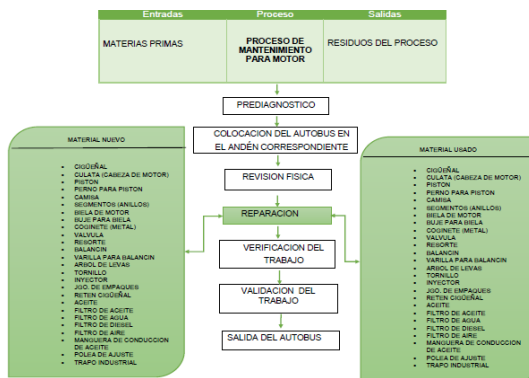 Entradas Proceso Salidas
MATERIAS PRIMAS
PROCESO DE
MANTENIMIENTO
PARA MOTOR
RESIDUOS DEL PROCESO
PREDIAGNOSTICO
COLOCACION DEL AUTOBUS EN
EL ANDÉN CORRESPONDIENTE
REVISION FISICA
REPARACION
VERIFICACION DEL
TRABAJO
VALIDACION DEL
TRABAJO
SALIDA DEL AUTOBUS
MATERIAL NUEVO
• CIGÜEÑAL
• CULATA (CABEZA DE MOTOR)
• PISTON
• PERNO PARA PISTON
• CAMISA
• SEGMENTOS (ANILLOS)
• BIELA DE MOTOR
• BUJE PARA BIELA
• COGINETE (METAL)
• VALVULA
• RESORTE
• BALANCIN
• VARILLA PARA BALANCIN
• ARBOL DE LEVAS
• TORNILLO
• INYECTOR
• JGO. DE EMPAQUES
• RETEN CIGÜEÑAL
• ACEITE
• FILTRO DE ACEITE
• FILTRO DE AGUA
• FILTRO DE DIESEL
• FILTRO DE AIRE
• MANGUERA DE CONDUCCION
DE ACEITE
• POLEA DE AJUSTE
• TRAPO INDUSTRIAL
MATERIAL USADO
• CIGÜEÑAL
• CULATA (CABEZA DE MOTOR)
• PISTON
• PERNO PARA PISTON
• CAMISA
• SEGMENTOS (ANILLOS)
• BIELA DE MOTOR
• BUJE PARA BIELA
• COGINETE (METAL)
• VALVULA
• RESORTE
• BALANCIN
• VARILLA PARA BALANCIN
• ARBOL DE LEVAS
• TORNILLO
• INYECTOR
• JGO. DE EMPAQUES
• RETEN CIGÜEÑAL
• ACEITE
• FILTRO DE ACEITE
• FILTRO DE AGUA
• FILTRO DE DIESEL
• FILTRO DE AIRE
• MANGUERA DE CONDUCCION
DE ACEITE
• POLEA DE AJUSTE
• TRAPO INDUSTRIAL